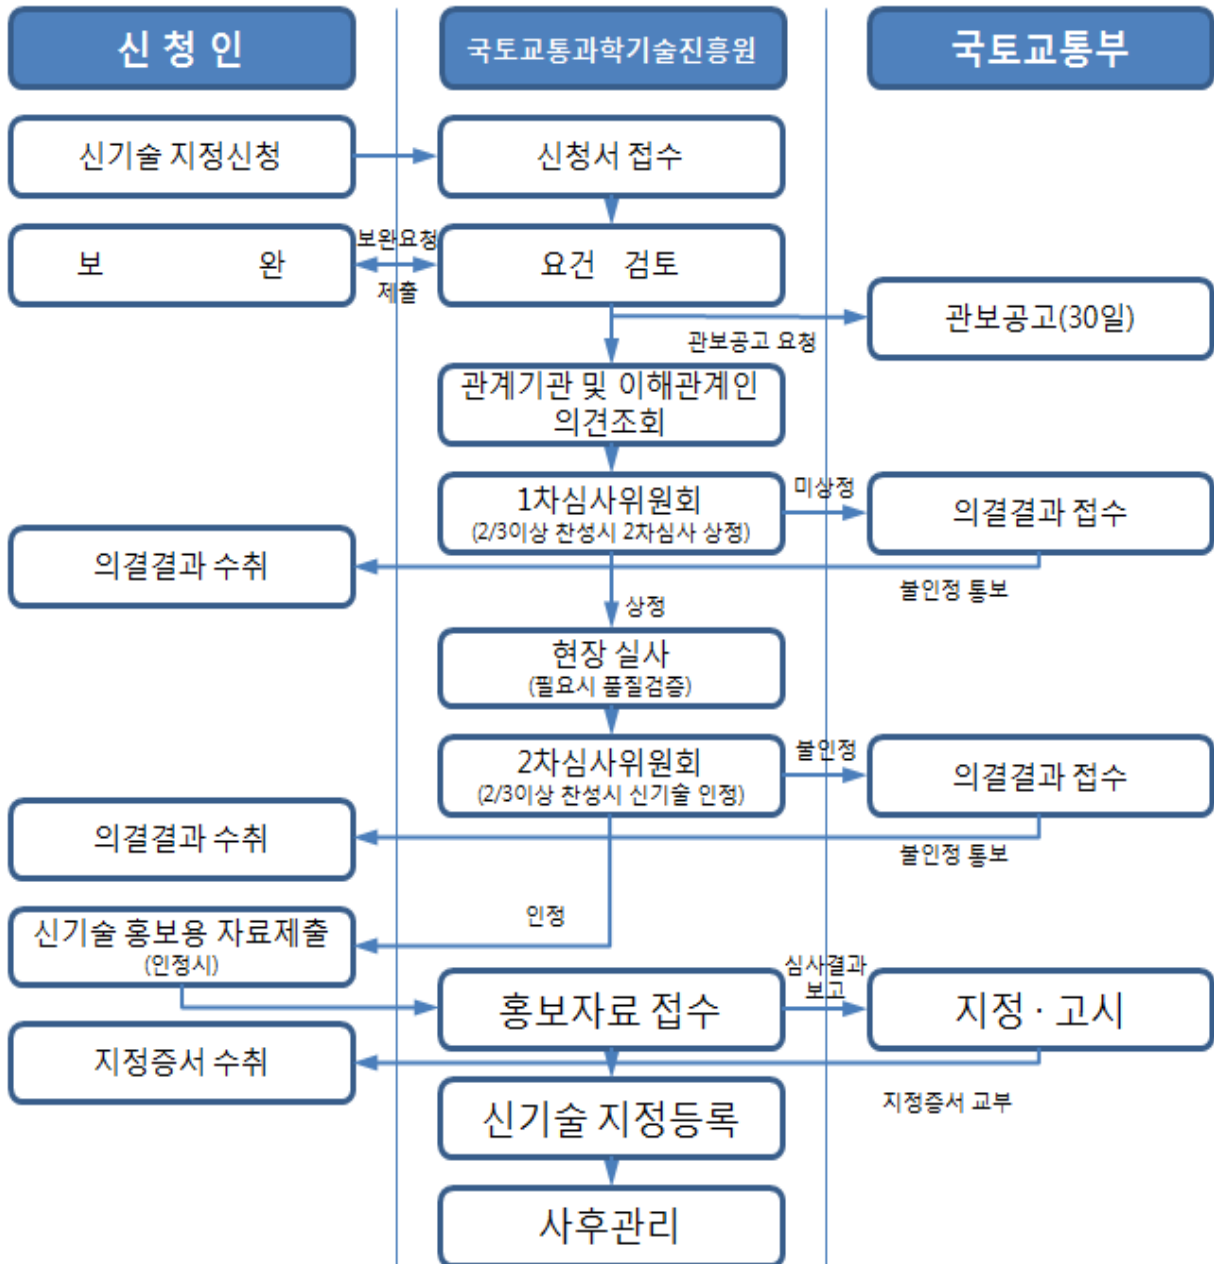 신 청 인
국토교통과학기술진흥원
국토교통부
신기술 지정신청
신청서 접수
보완요청
보 완
요건 검토
제출
관보공고(30일)
관보공고 요청
관계기관 및 이해관계인
의견조회
1차심사위원회
(2/3이상 찬성시 2차심사 상정)
미상정
의결결과 접수
의결결과 수취
불인정 통보
상정
현장 실사
(필요시 품질검증)
2차심사위원회
(2/3이상 찬성시 신기술 인정)
불인정
의결결과 접수
의결결과 수취
불인정 통보
인정
신기술 홍보용 자료제출
(인정시)
홍보자료 접수
심사결과
보고
지정 · 고시
지정증서 수취
지정증서 교부
신기술 지정등록
사후관리